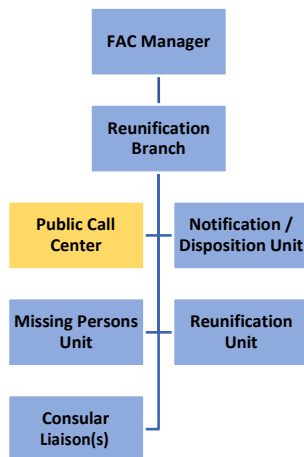 FAC Manager
Reunification
Branch
Public Call
Center
Notification /
Disposition Unit
Missing Persons
Unit
Reunification
Unit
Consular
Liaison(s)